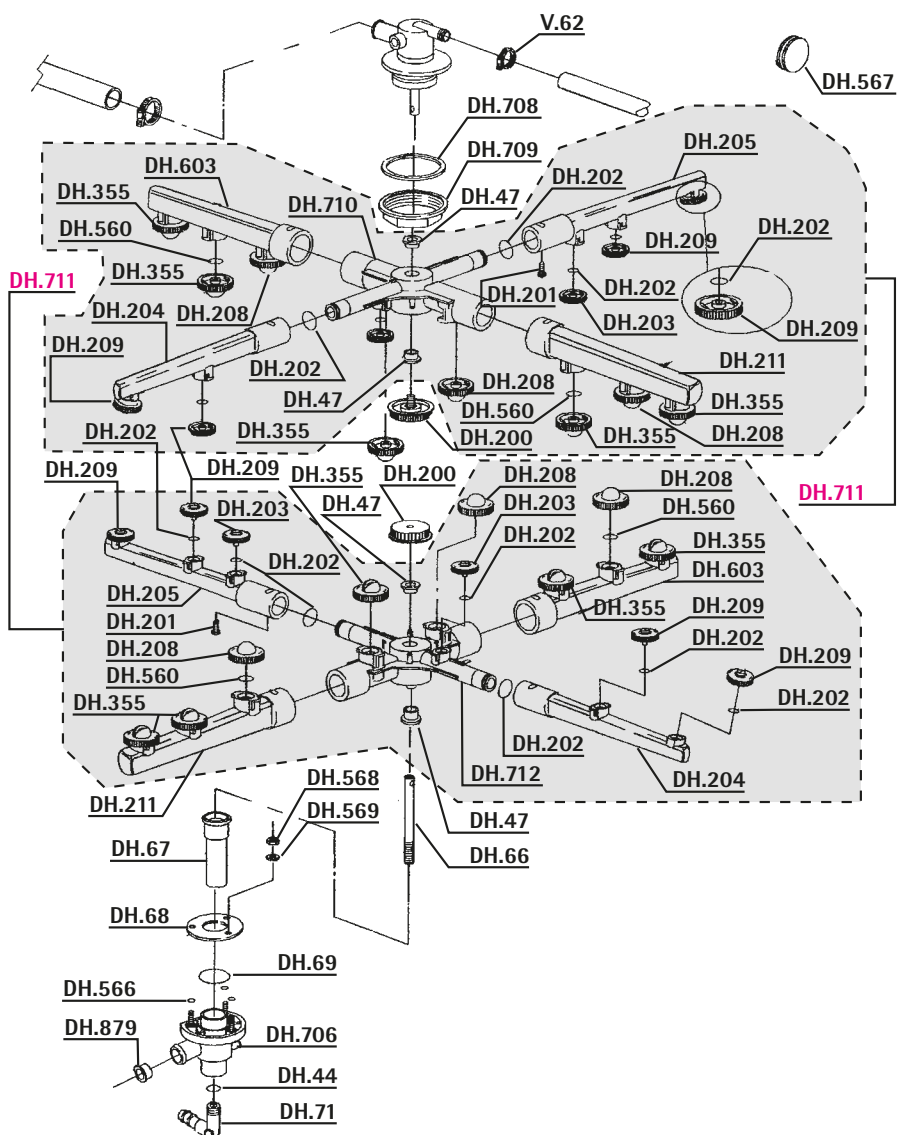 V.62
DH.567
DH.708
DH.205
DH.603
DH.709
DH.202
DH.355
DH.710
DH.47
DH.560
DH.209
DH.202
DH.711
DH.355
DH.201
DH.202
DH.204
DH.208
DH.203
DH.209
DH.209
DH.202
DH.211
DH.47
DH.208
DH.560
DH.355
DH.202
DH.355
DH.200
DH.355
DH.208
DH.209
DH.209
DH.355
DH.200
DH.208
DH.208
DH.711
DH.203
DH.47
DH.203
DH.560
DH.202
DH.202
DH.355
DH.205
DH.603
DH.201
DH.355
DH.209
DH.208
DH.202
DH.560
DH.209
DH.355
DH.202
DH.202
DH.211
DH.712
DH.204
DH.568
DH.569
DH.47
DH.67
DH.66
DH.68
DH.69
DH.566
DH.879
DH.706
DH.44
DH.71